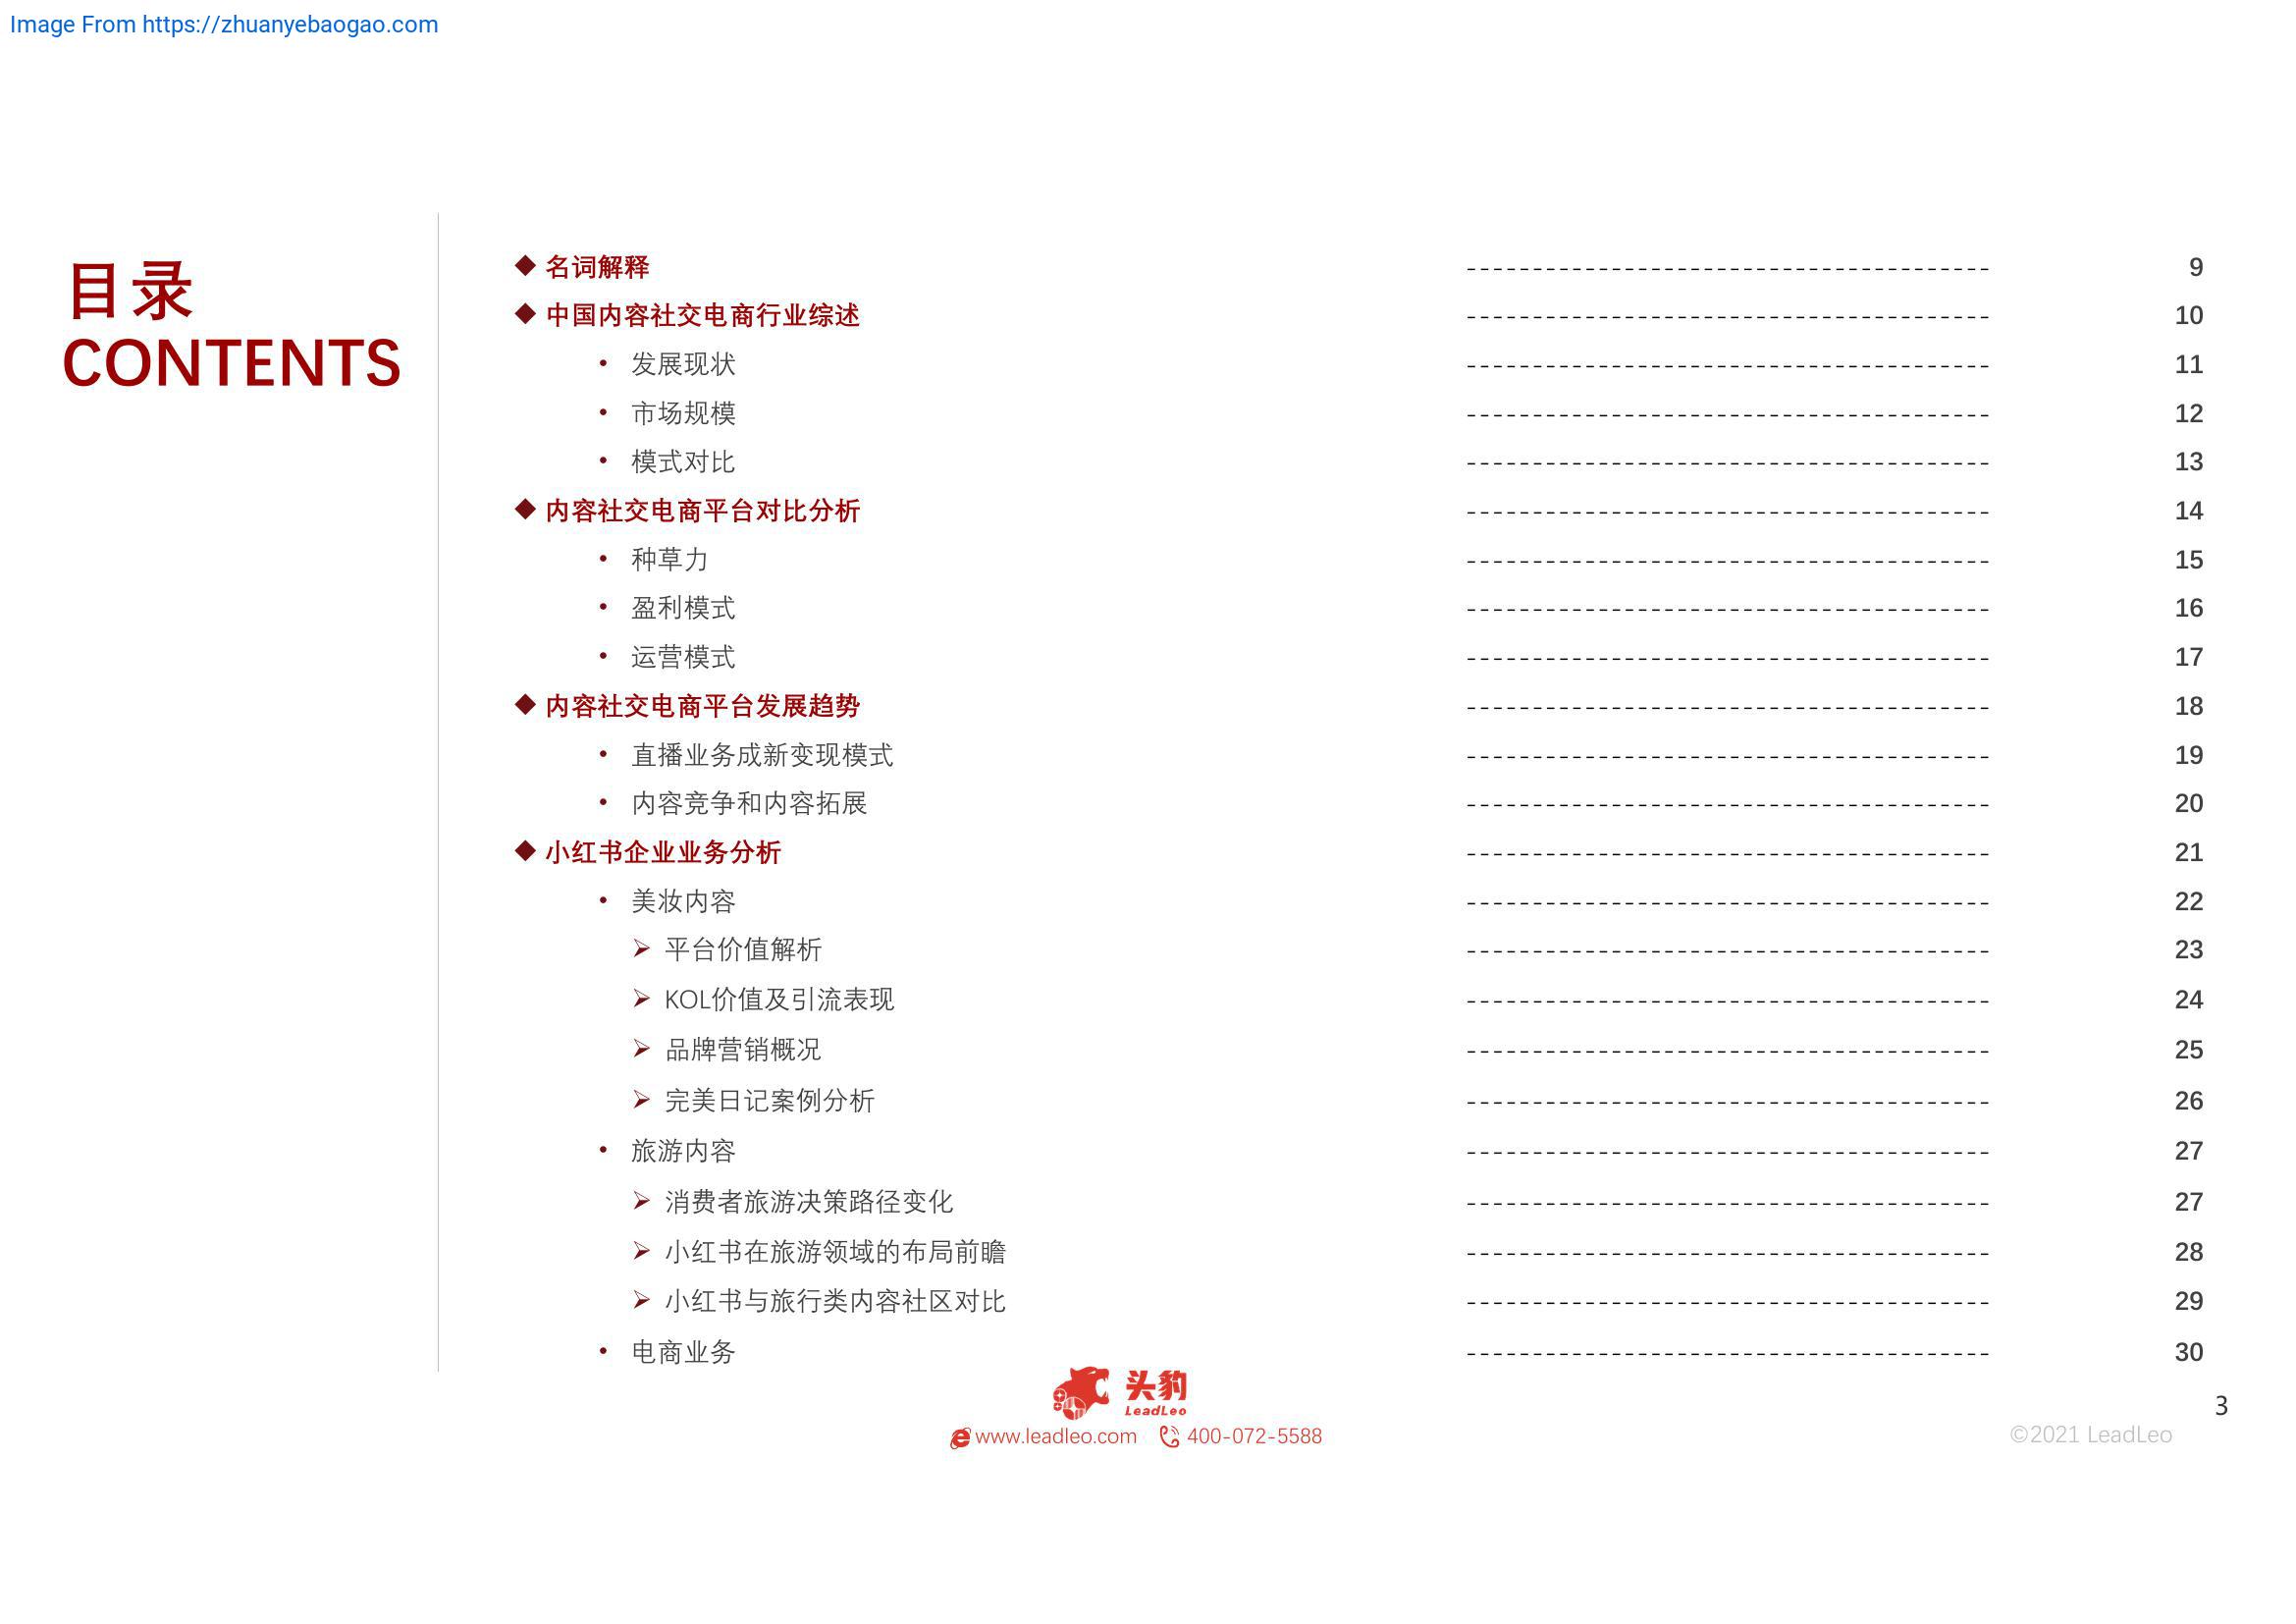 Image From https://zhuanyebaogao.com
目录
CONTENTS
◆ 名词解释 ---------------------------------------- 9
◆ 中国内容社交电商行业综述 ---------------------------------------- 10
• 发展现状 ---------------------------------------- 11
• 市场规模 ---------------------------------------- 12
• 模式对比 ---------------------------------------- 13
◆ 内容社交电商平台对比分析 ---------------------------------------- 14
• 种草力 ---------------------------------------- 15
• 盈利模式 ---------------------------------------- 16
• 运营模式 ---------------------------------------- 17
◆ 内容社交电商平台发展趋势 ---------------------------------------- 18
• 直播业务成新变现模式 ---------------------------------------- 19
• 内容竞争和内容拓展 ---------------------------------------- 20
◆ 小红书企业业务分析 ---------------------------------------- 21
• 美妆内容 ---------------------------------------- 22
➢ 平台价值解析 ---------------------------------------- 23
➢ KOL价值及引流表现 ---------------------------------------- 24
➢ 品牌营销概况 ---------------------------------------- 25
➢ 完美日记案例分析 ---------------------------------------- 26
• 旅游内容 ---------------------------------------- 27
➢ 消费者旅游决策路径变化 ---------------------------------------- 27
➢ 小红书在旅游领域的布局前瞻 ---------------------------------------- 28
➢ 小红书与旅行类内容社区对比 ---------------------------------------- 29
• 电商业务 ---------------------------------------- 30
头豹
LeadLeo
www.leadleo.com 400-072-5588
3
©2021 LeadLeo